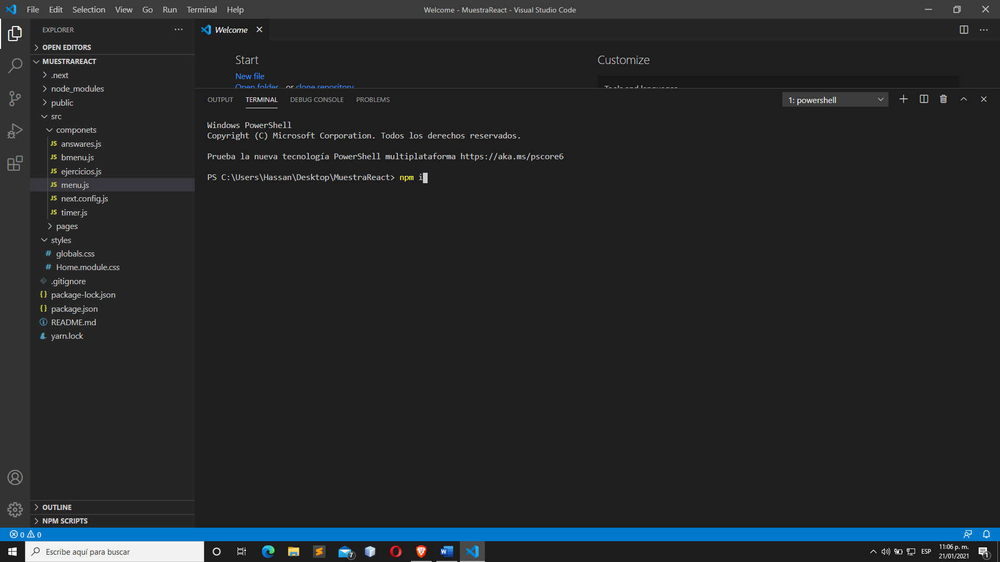 File Edit Selection View Go Run Terminal Help
Welcome - MuestraReact - Visual Studio Code
EXPLORER
OPEN EDITORS
MUESTRAREACT
.next
node_modules
public
src
componets
JS answares.js
JS bmenu.js
JS ejercicios.js
JS menu.js
JS next.config.js
JS timer.js
pages
styles
# globals.css
# Home.module.css
.gitignore
{} package-lock.json
{} package.json
README.md
yarn.lock
OUTLINE
NPM SCRIPTS
Welcome
Start
New file
Open folder... or clone repository
Customize
Tools and languages
OUTPUT TERMINAL DEBUG CONSOLE PROBLEMS
1: powershell
Windows PowerShell
Copyright (C) Microsoft Corporation. Todos los derechos reservados.
Prueba la nueva tecnología PowerShell multiplataforma https://aka.ms/pscore6
PS C:\Users\Hassan\Desktop\MuestraReact> npm i
0 0
Escribe aquí para buscar
7
W
ESP
11:06 p. m.
21/01/2021
1